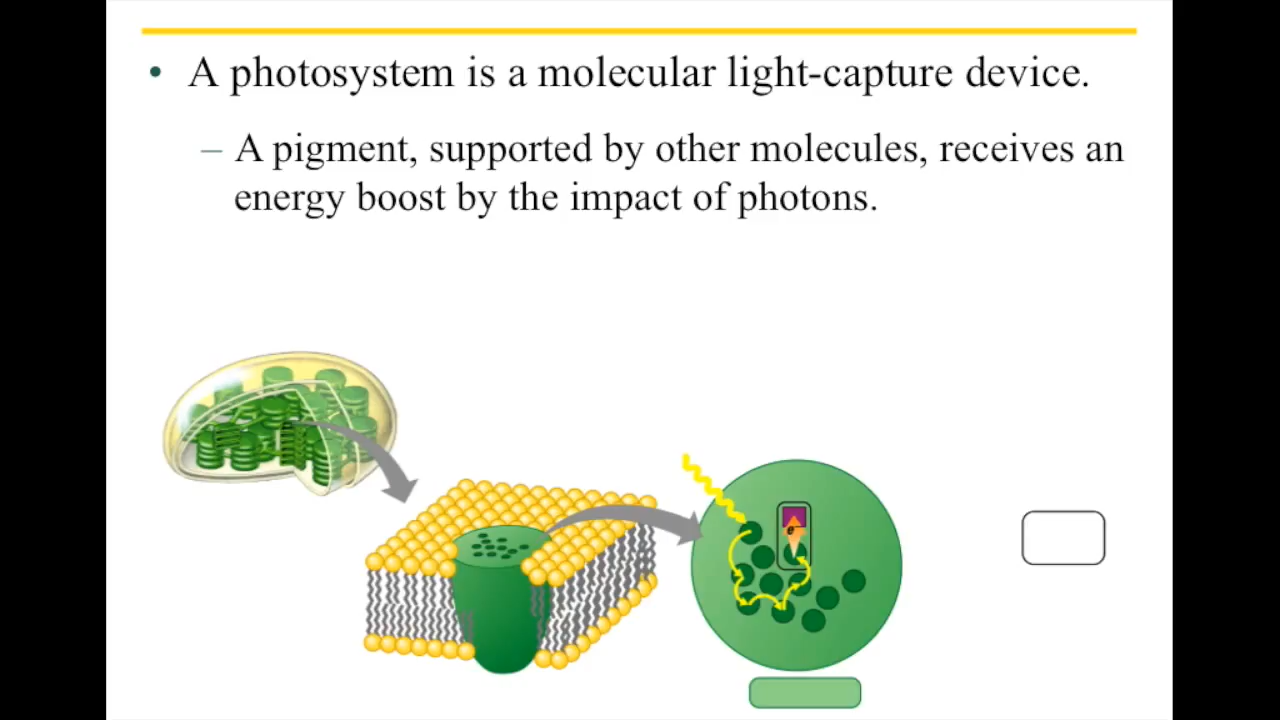 • A photosystem is a molecular light-capture device.
– A pigment, supported by other molecules, receives an
energy boost by the impact of photons.
e-